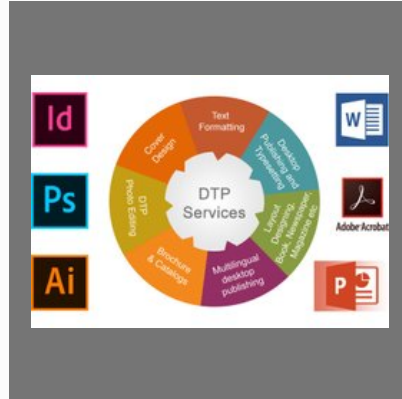 Id
Ps
Ai
DTP
Services
Text
Formatting
Desktop
Publishing and
Typesetting
Layout
Designing,
Book, Newspaper,
Magazine etc
Multilingual
desktop
publishing
Brochure
& Catalogs
DTP
Photo Editing
Cover
Design
W
Adobe Acrobat
P